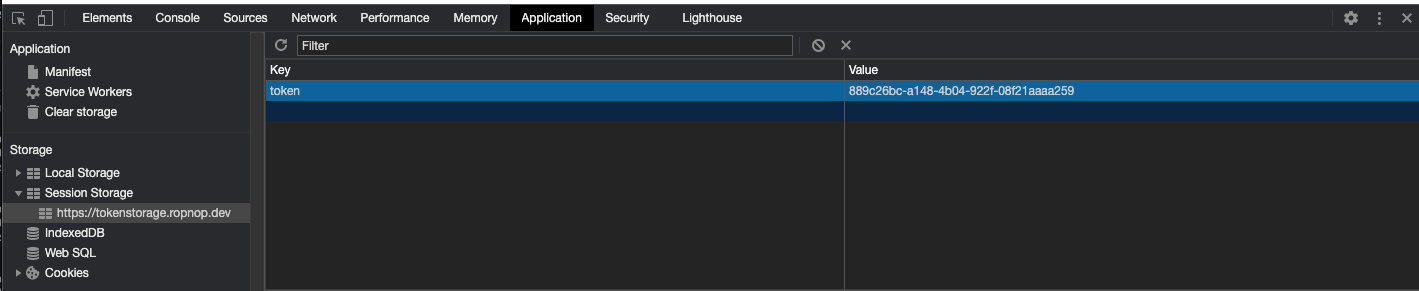 Elements Console Sources Network Performance Memory Application Security Lighthouse
Application
Manifest
Service Workers
Clear storage
Storage
Local Storage
Session Storage
https://tokenstorage.ropnop.dev
IndexedDB
Web SQL
Cookies
Filter
Key Value
token 889c26bc-a148-4b04-922f-08f21aaaa259